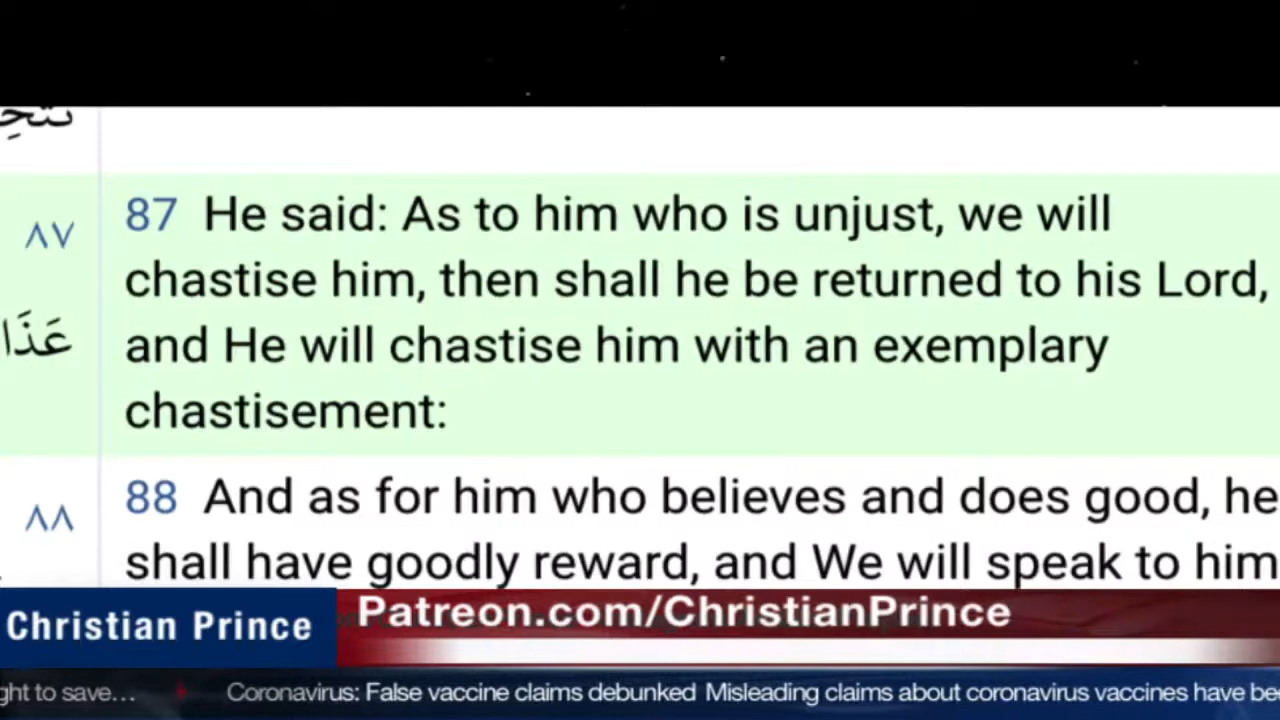 ٨٧
87 He said: As to him who is unjust, we will
chastise him, then shall he be returned to his Lord,
عَذَا
and He will chastise him with an exemplary
chastisement:
٨٨
88 And as for him who believes and does good, he
shall have goodly reward, and We will speak to him
Christian Prince
Patreon.com/ChristianPrince
ght to save... Coronavirus: False vaccine claims debunked Misleading claims about coronavirus vaccines have be